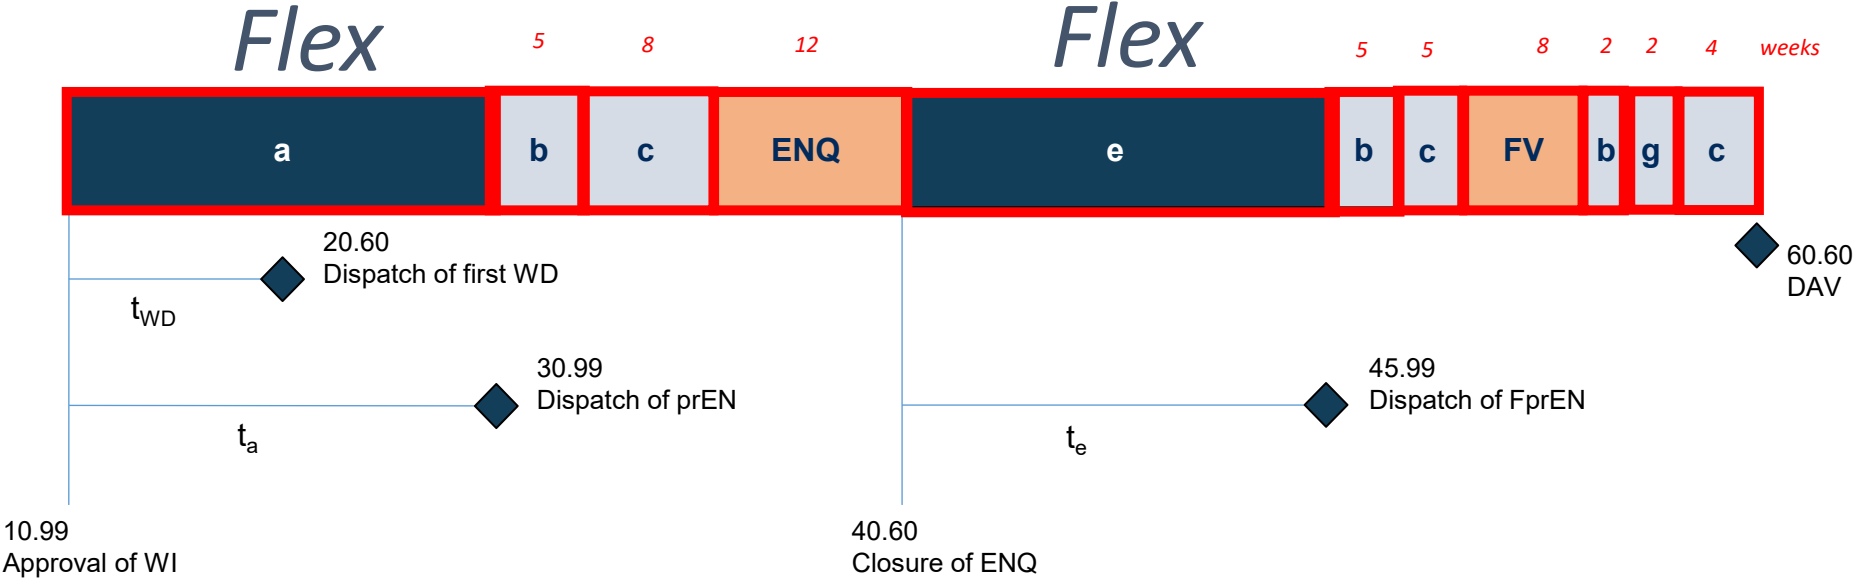 Flex 5 8 12 Flex 5 5 8 2 2 4 weeks
a b c ENQ e b c FV b g c
20.60
Dispatch of first WD
60.60
DAV
tWD
30.99
Dispatch of prEN
45.99
Dispatch of FprEN
ta
te
10.99
Approval of WI
40.60
Closure of ENQ